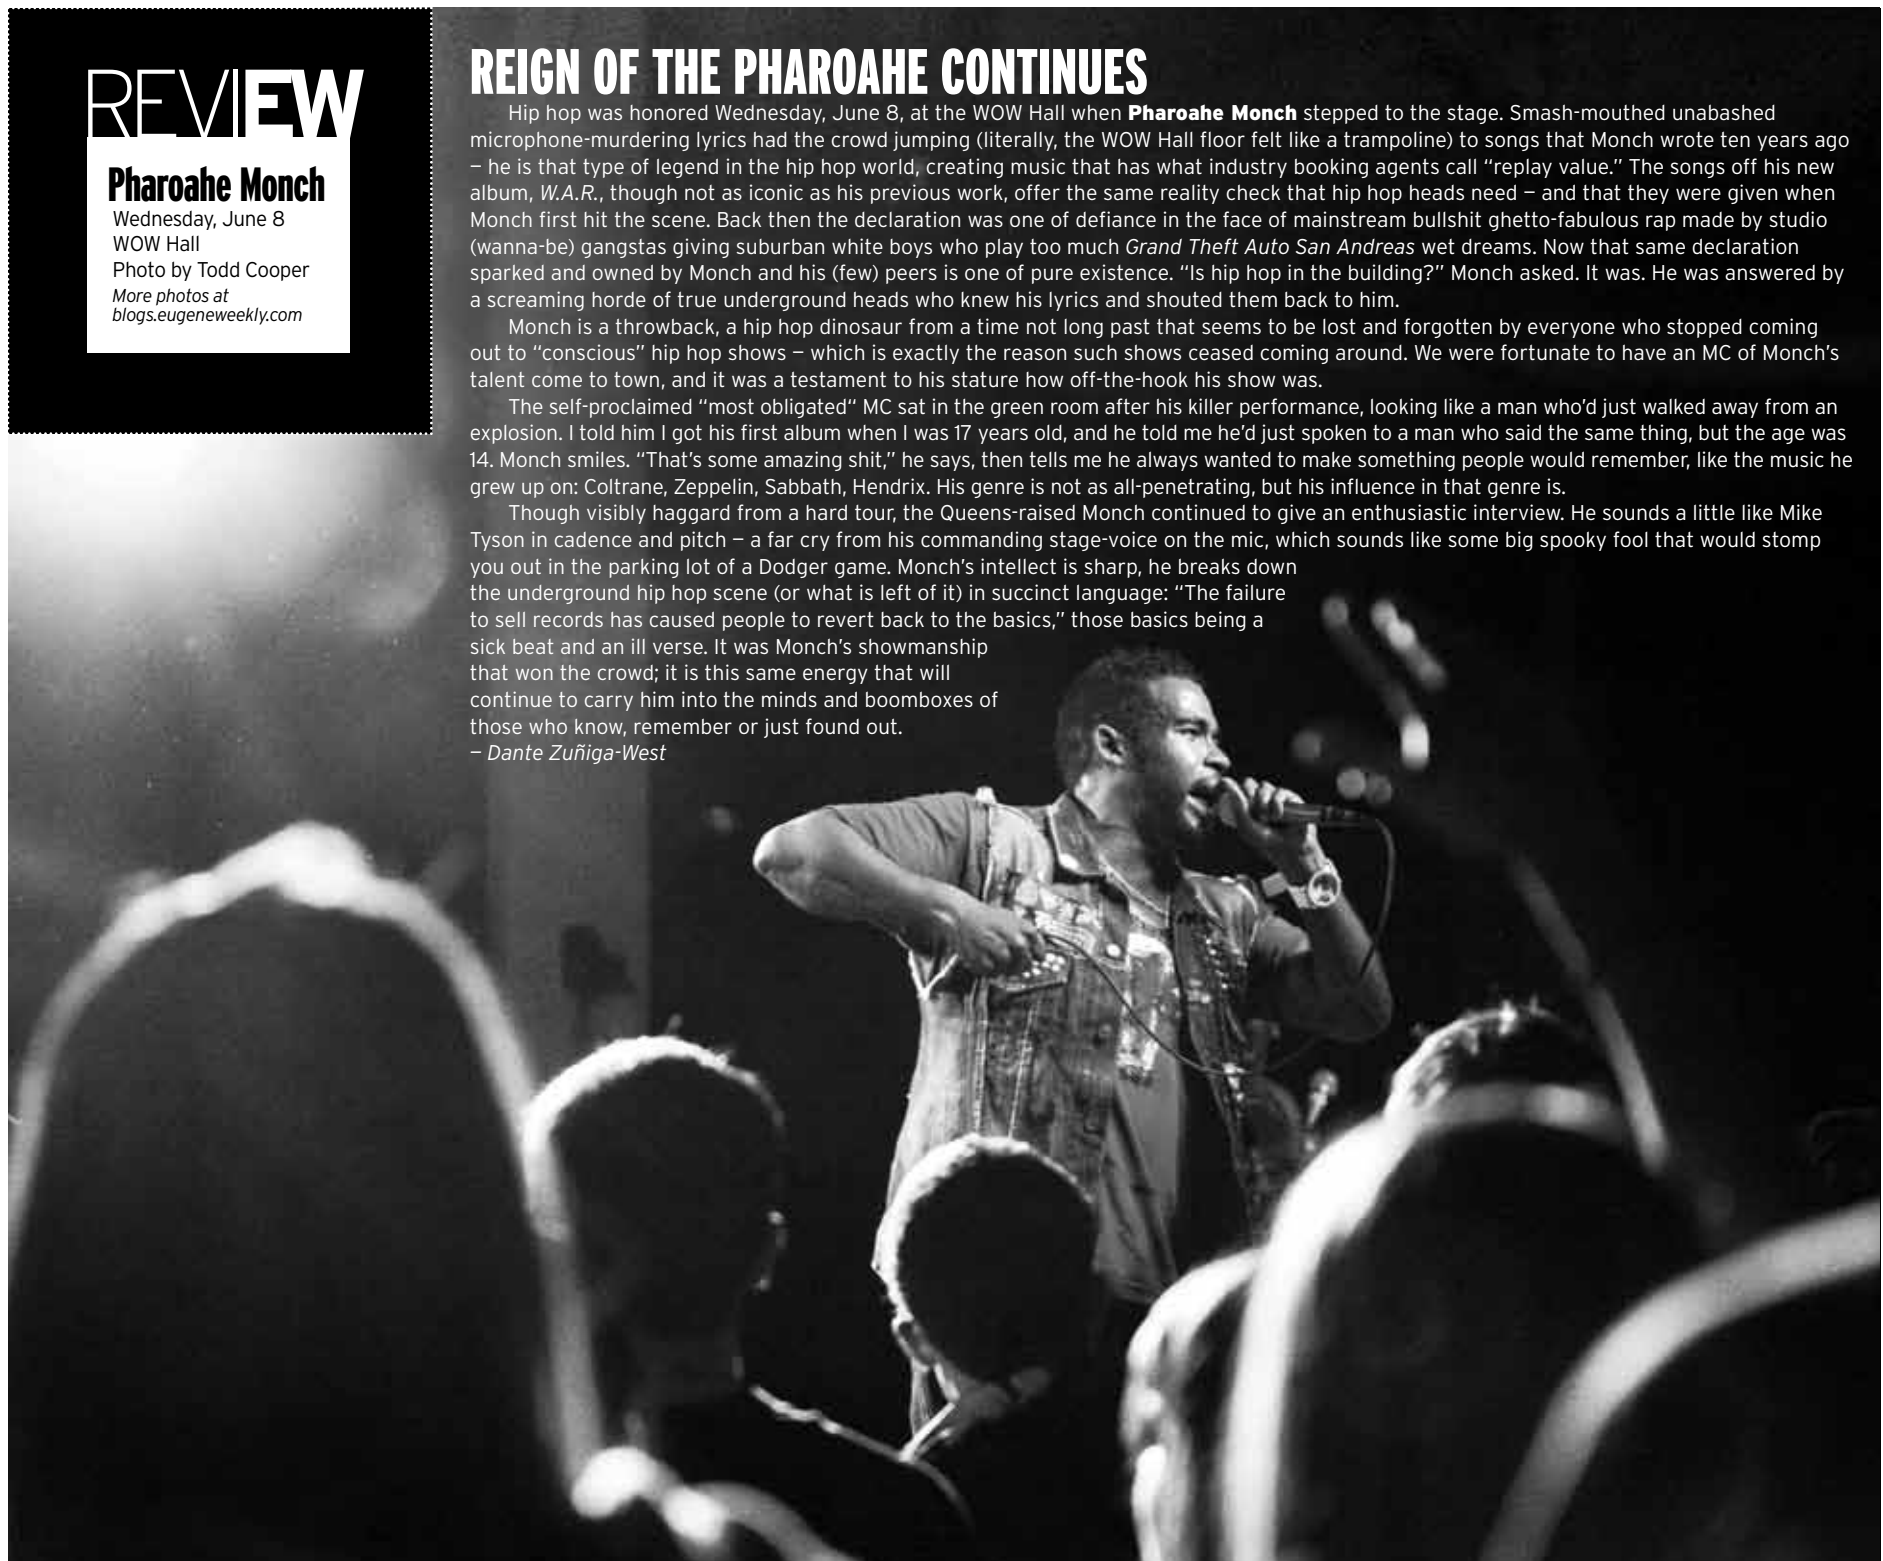 REVIEW
Pharoahe Monch
Wednesday, June 8
WOW Hall
Photo by Todd Cooper
More photos at
blogs.eugeneweekly.com
REIGN OF THE PHAROAHE CONTINUES
Hip hop was honored Wednesday, June 8, at the WOW Hall when Pharoahe Monch stepped to the stage. Smash-mouthed unabashed
microphone-murdering lyrics had the crowd jumping (literally, the WOW Hall floor felt like a trampoline) to songs that Monch wrote ten years ago
– he is that type of legend in the hip hop world, creating music that has what industry booking agents call “replay value.” The songs off his new
album, W.A.R., though not as iconic as his previous work, offer the same reality check that hip hop heads need – and that they were given when
Monch first hit the scene. Back then the declaration was one of defiance in the face of mainstream bullshit ghetto-fabulous rap made by studio
(wanna-be) gangstas giving suburban white boys who play too much Grand Theft Auto San Andreas wet dreams. Now that same declaration
sparked and owned by Monch and his (few) peers is one of pure existence. “Is hip hop in the building?” Monch asked. It was. He was answered by
a screaming horde of true underground heads who knew his lyrics and shouted them back to him.
Monch is a throwback, a hip hop dinosaur from a time not long past that seems to be lost and forgotten by everyone who stopped coming
out to “conscious” hip hop shows – which is exactly the reason such shows ceased coming around. We were fortunate to have an MC of Monch’s
talent come to town, and it was a testament to his stature how off-the-hook his show was.
The self-proclaimed “most obligated“ MC sat in the green room after his killer performance, looking like a man who’d just walked away from an
explosion. I told him I got his first album when I was 17 years old, and he told me he’d just spoken to a man who said the same thing, but the age was
14. Monch smiles. “That’s some amazing shit,” he says, then tells me he always wanted to make something people would remember, like the music he
grew up on: Coltrane, Zeppelin, Sabbath, Hendrix. His genre is not as all-penetrating, but his influence in that genre is.
Though visibly haggard from a hard tour, the Queens-raised Monch continued to give an enthusiastic interview. He sounds a little like Mike
Tyson in cadence and pitch – a far cry from his commanding stage-voice on the mic, which sounds like some big spooky fool that would stomp
you out in the parking lot of a Dodger game. Monch’s intellect is sharp, he breaks down
the underground hip hop scene (or what is left of it) in succinct language: “The failure
to sell records has caused people to revert back to the basics,” those basics being a
sick beat and an ill verse. It was Monch’s showmanship
that won the crowd; it is this same energy that will
continue to carry him into the minds and boomboxes of
those who know, remember or just found out.
– Dante Zuñiga-West